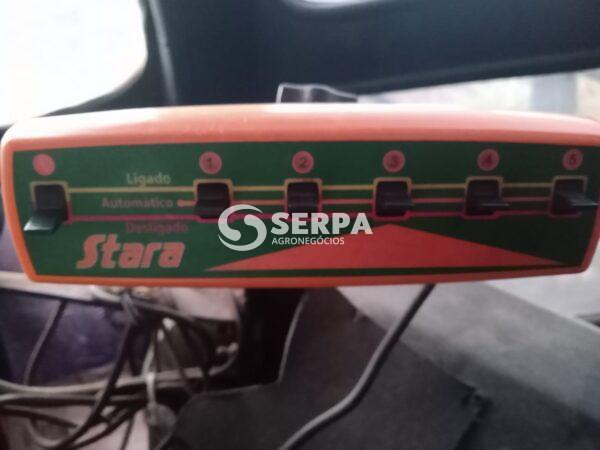 1 2 3 4 5
Ligado
Automático
Desligado
Stara
SERPA
AGRONEGÓCIOS